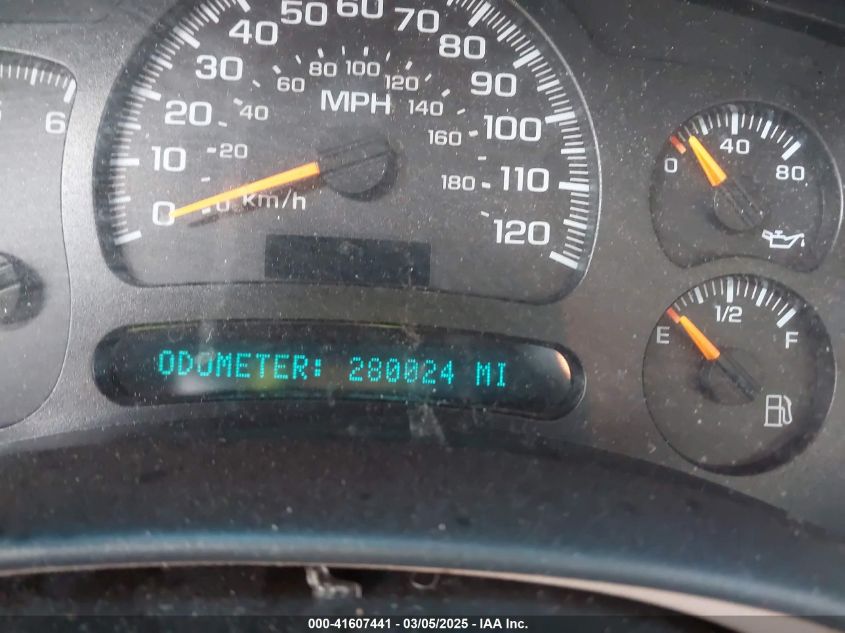 50 60 70
40 80
30 90
20 100
10 110
0 120
MPH
20 40 60 80 100 120 140 160 180
0 km/h
6
0 40 80
E 1/2 F
ODOMETER: 280024 MI
000-41607441 - 03/05/2025 - IAA Inc.